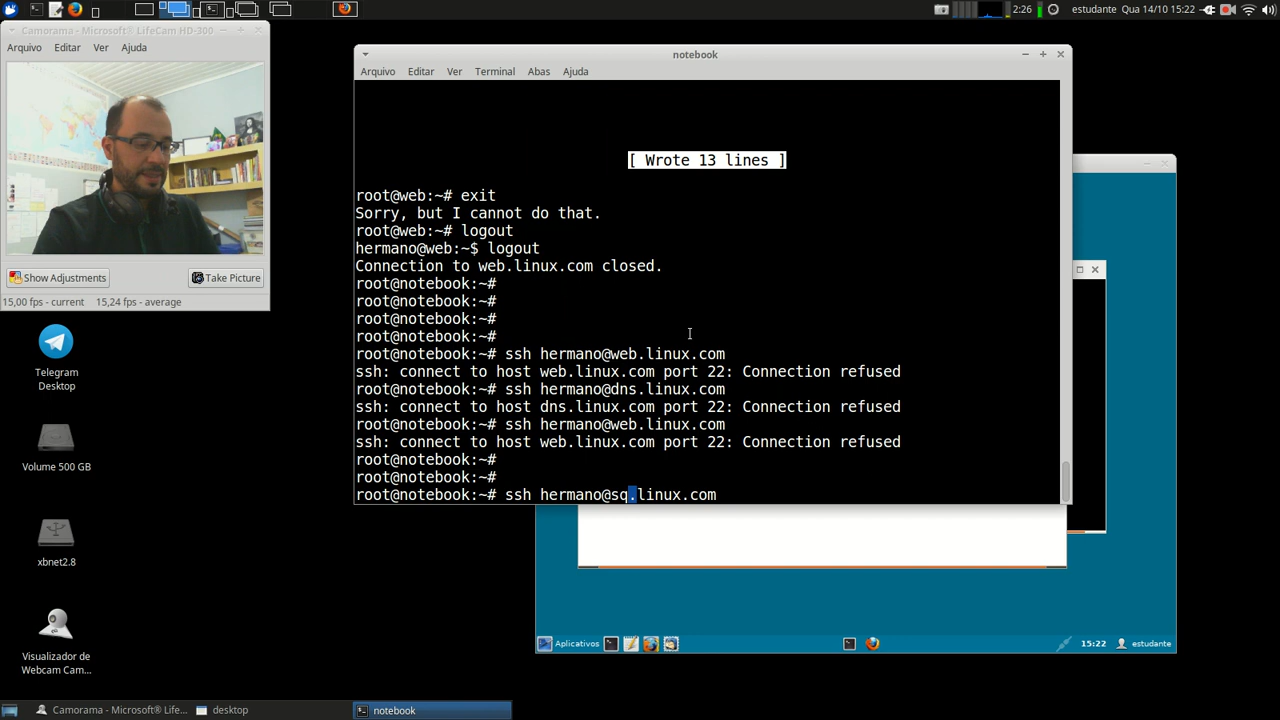 2:26
estudante
Qua 14/10 15:22
Camorama - Microsoft® LifeCam HD-300
Arquivo Editar Ver Ajuda
Show Adjustments
Take Picture
15,00 fps - current 15,24 fps - average
Telegram
Desktop
Volume 500 GB
xbnet2.8
Visualizador de
Webcam Cam...
notebook
Arquivo Editar Ver Terminal Abas Ajuda
[ Wrote 13 lines ]
root@web:~# exit
Sorry, but I cannot do that.
root@web:~# logout
hermano@web:~$ logout
Connection to web.linux.com closed.
root@notebook:~#
root@notebook:~#
root@notebook:~#
root@notebook:~#
root@notebook:~# ssh hermano@web.linux.com
ssh: connect to host web.linux.com port 22: Connection refused
root@notebook:~# ssh hermano@dns.linux.com
ssh: connect to host dns.linux.com port 22: Connection refused
root@notebook:~# ssh hermano@web.linux.com
ssh: connect to host web.linux.com port 22: Connection refused
root@notebook:~#
root@notebook:~#
root@notebook:~# ssh hermano@sq.linux.com
Aplicativos
15:22
estudante
Camorama - Microsoft® Life...
desktop
notebook